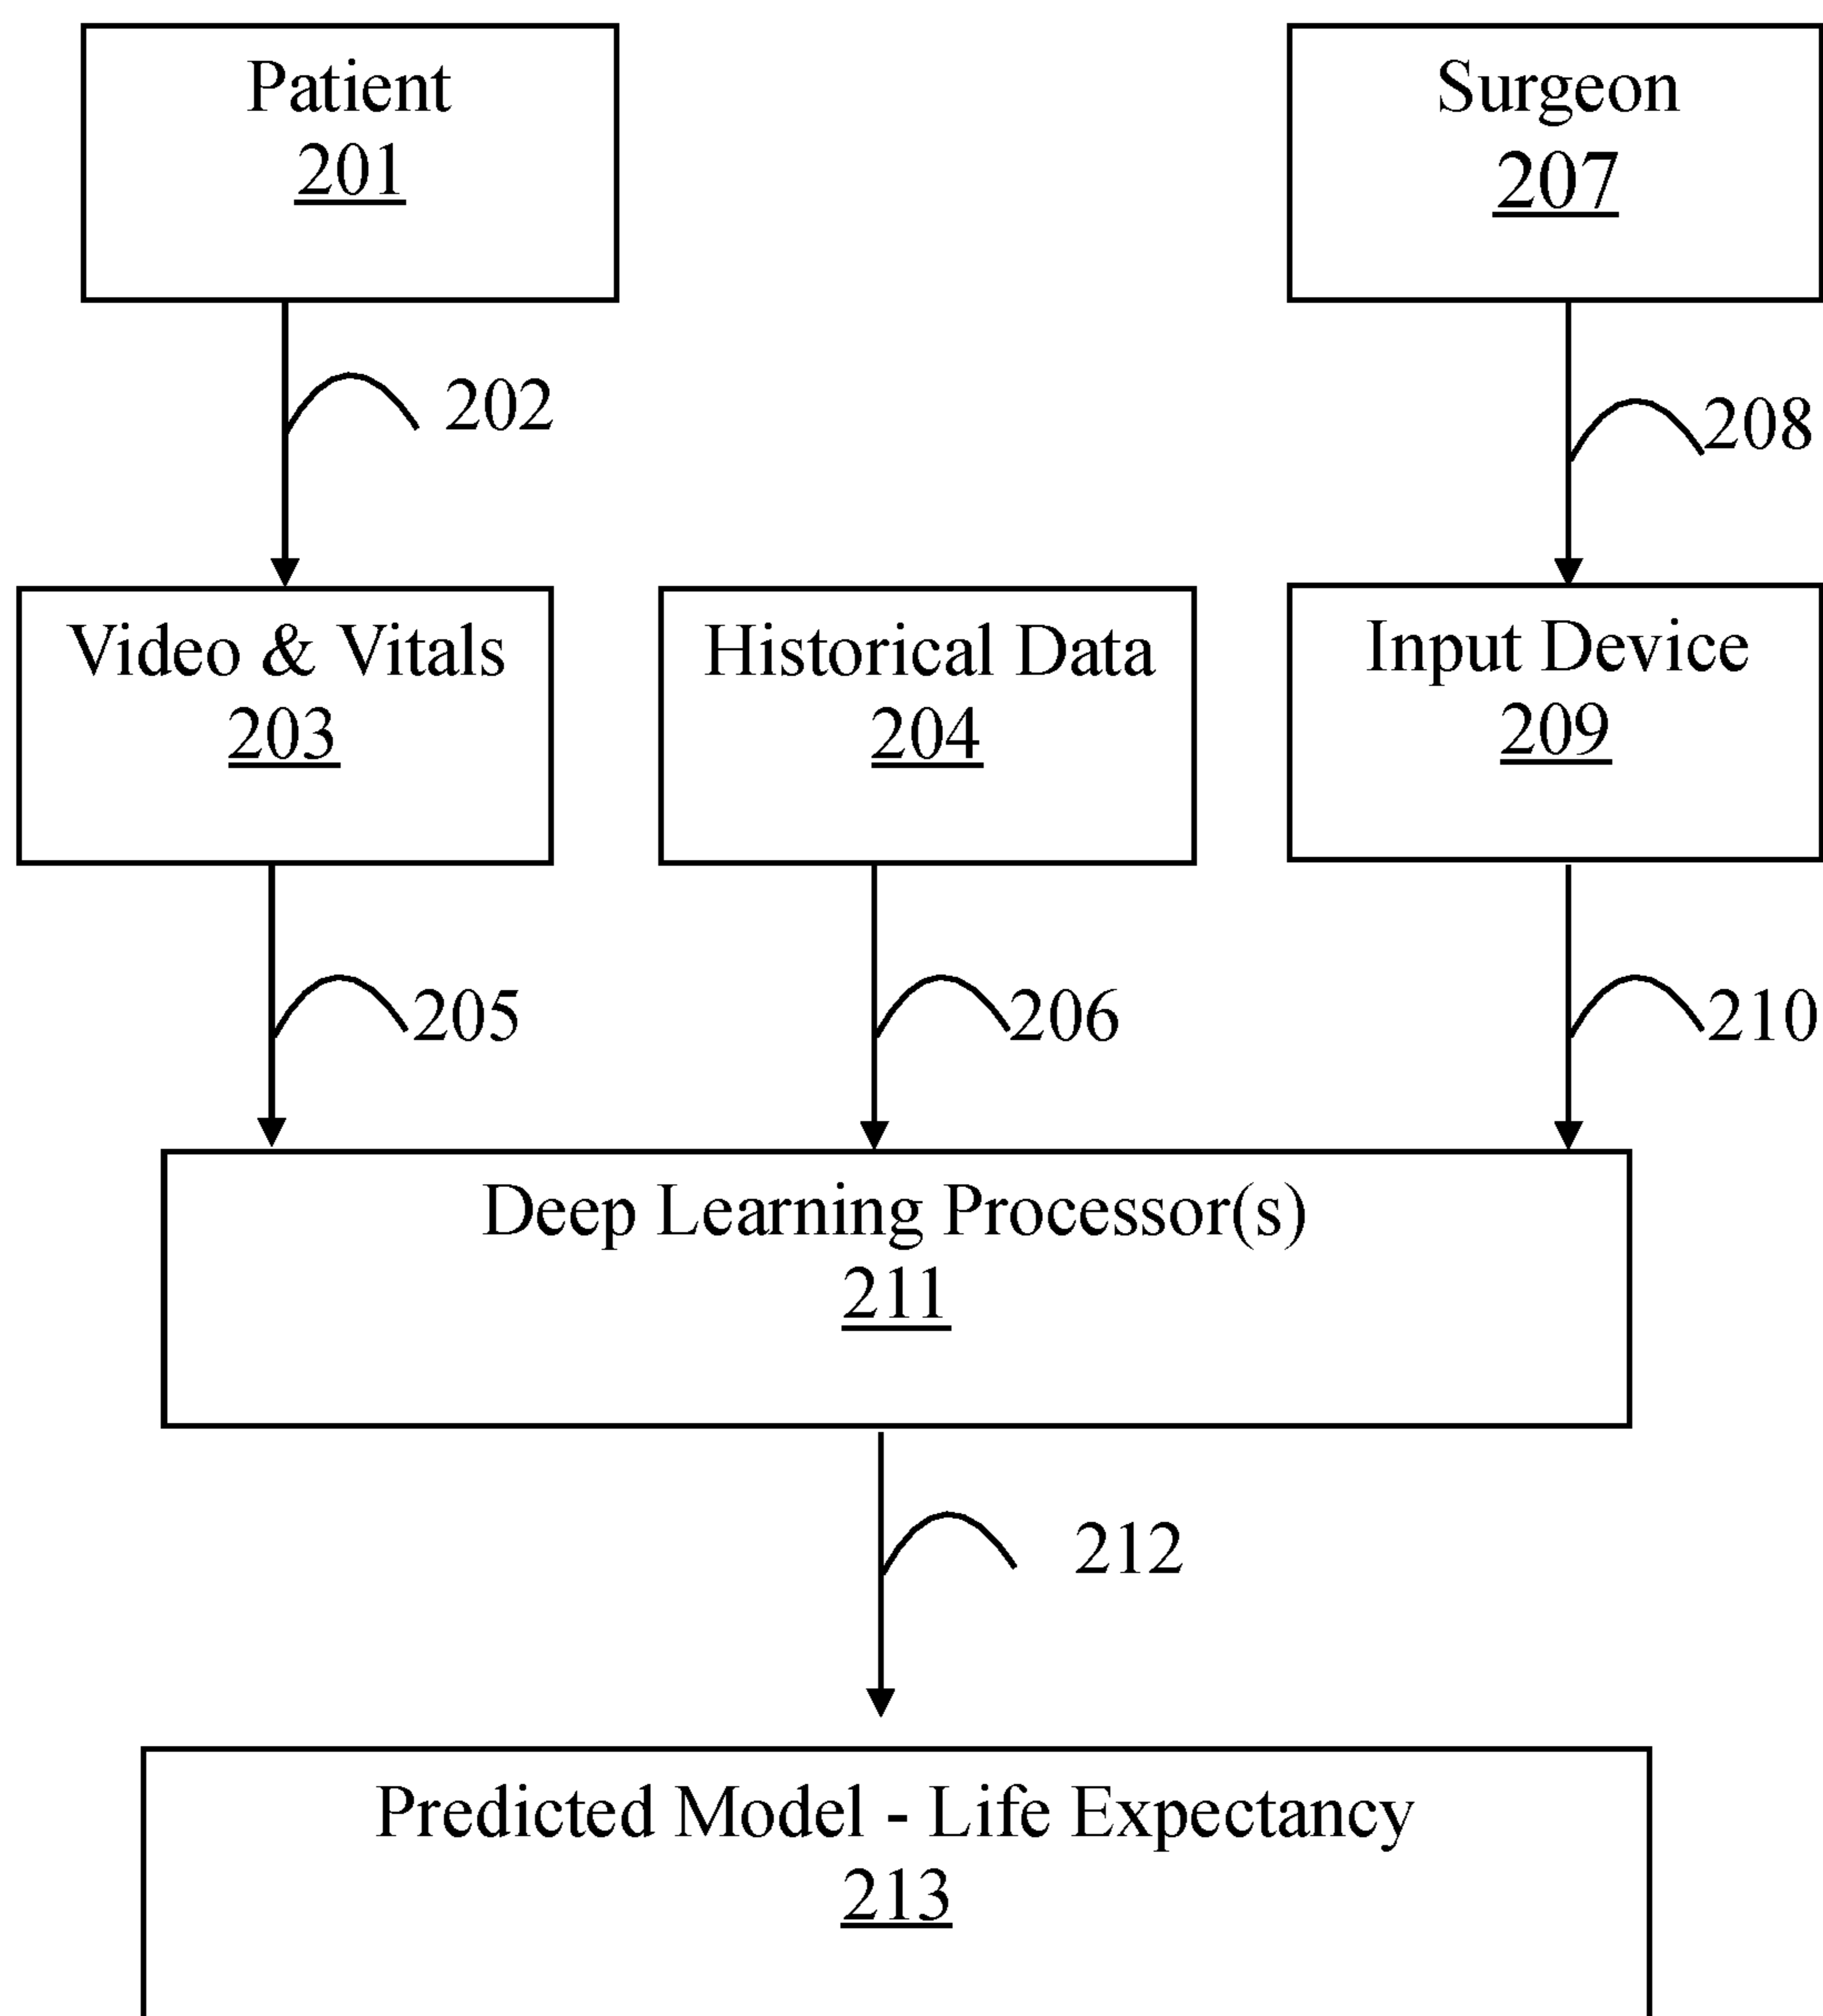 Patient
201
Surgeon
207
202
208
Video & Vitals
203
Historical Data
204
Input Device
209
205
206
210
Deep Learning Processor(s)
211
212
Predicted Model - Life Expectancy
213